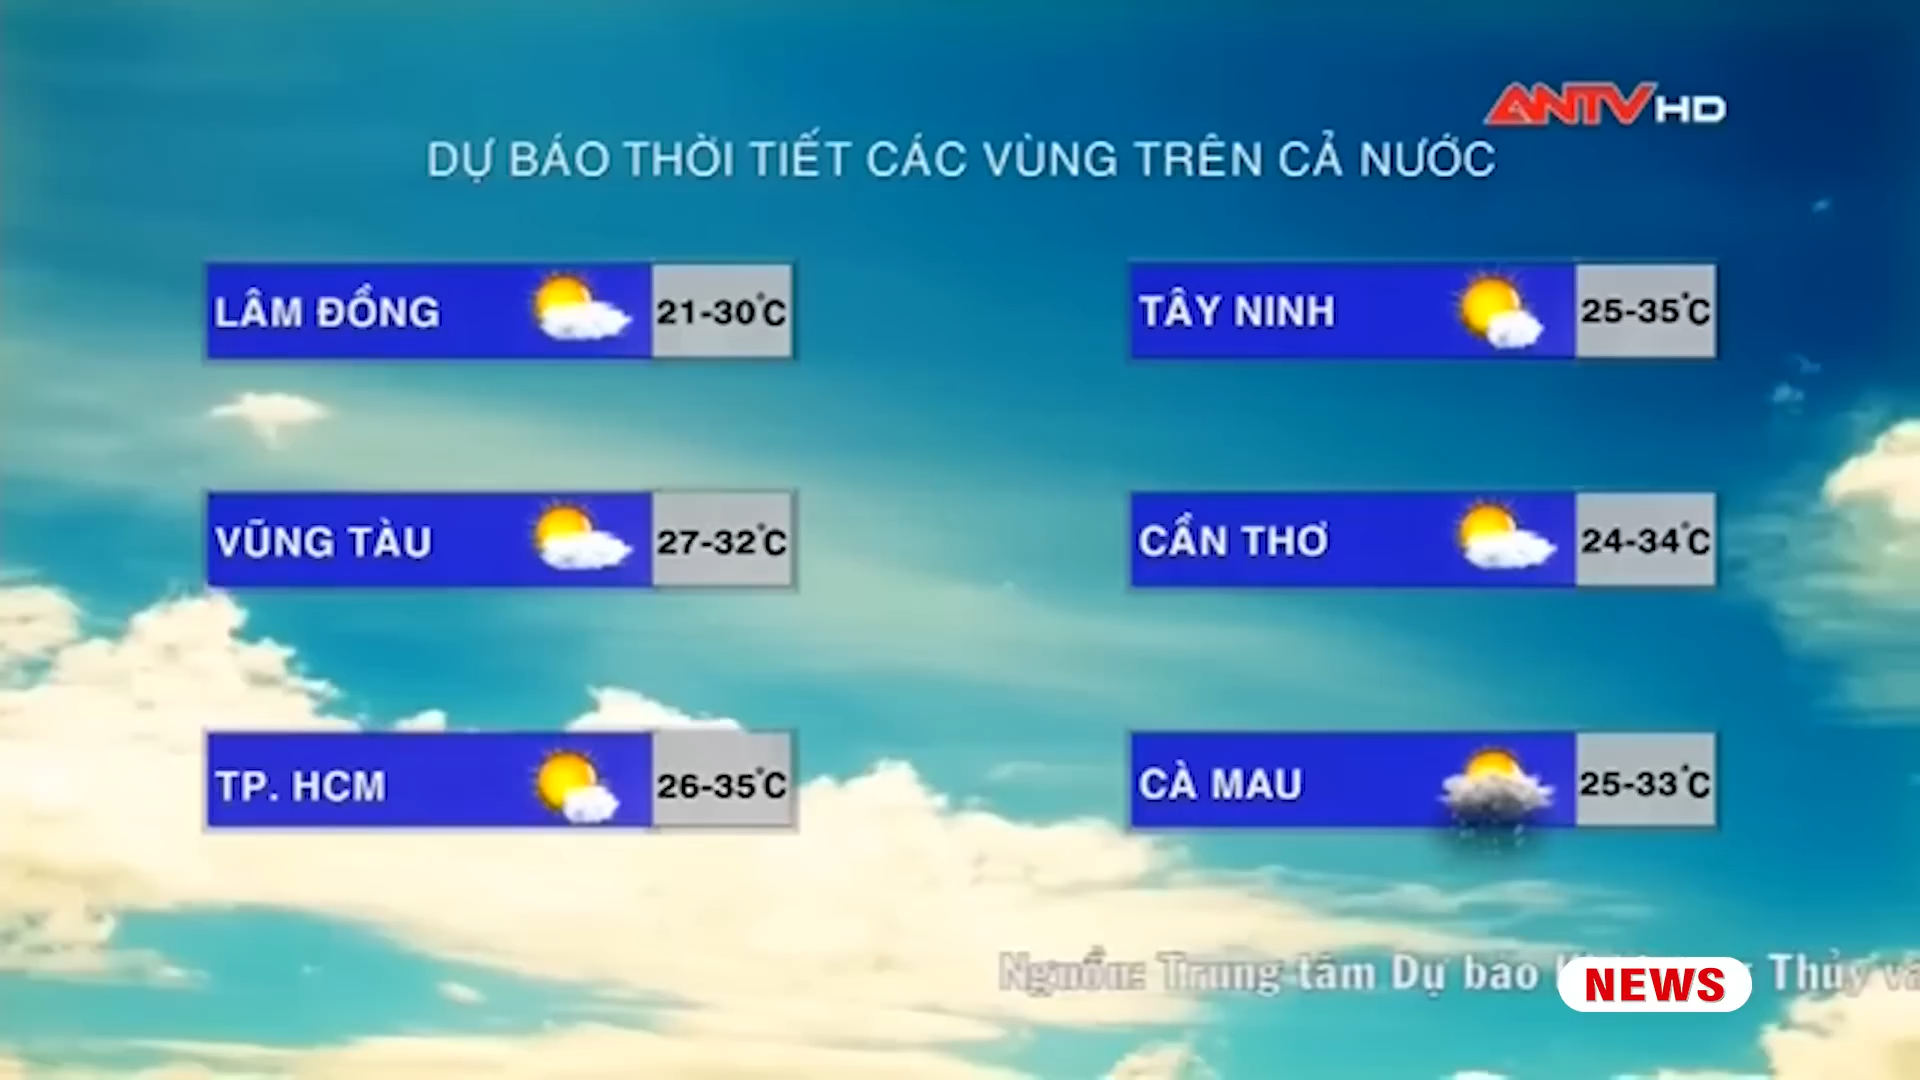 ANTV HD
DỰ BÁO THỜI TIẾT CÁC VÙNG TRÊN CẢ NƯỚC
LÂM ĐỒNG 21-30°C
TÂY NINH 25-35°C
VŨNG TÀU 27-32°C
CẦN THƠ 24-34°C
TP. HCM 26-35°C
CÀ MAU 25-33°C
Nguồn: Trung tâm Dự báo Thủy vă
NEWS